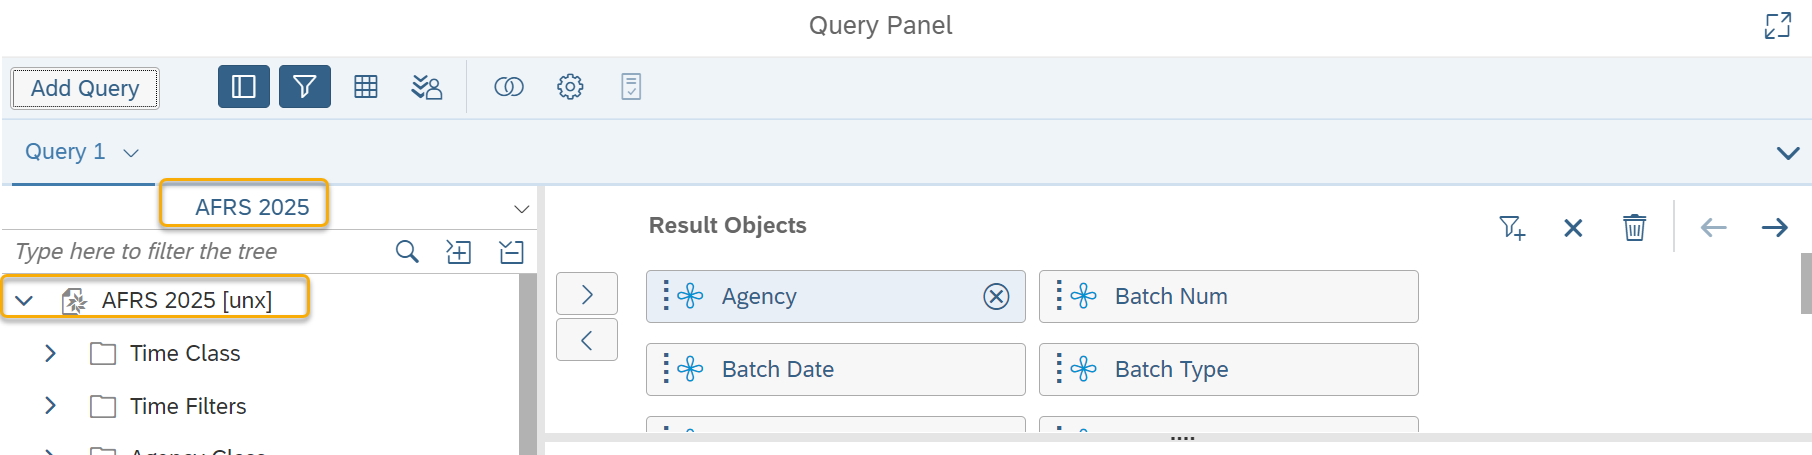 Query Panel
Add Query
Query 1
AFRS 2025
Type here to filter the tree
AFRS 2025 [unx]
Time Class
Time Filters
Result Objects
Agency
Batch Num
Batch Date
Batch Type